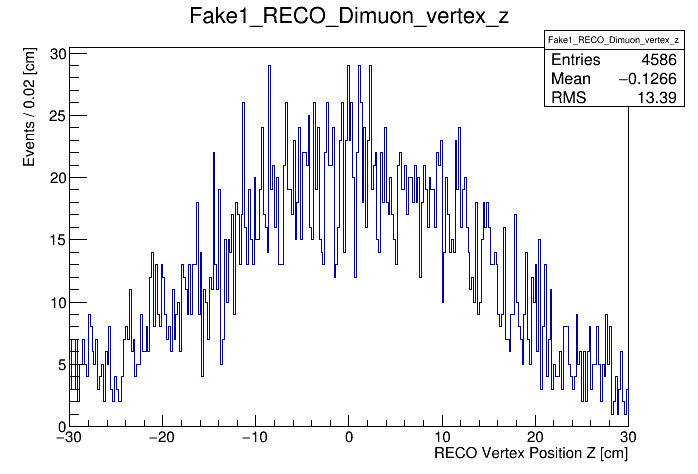 Fake1_RECO_Dimuon_vertex_z
Fake1_RECO_Dimuon_vertex_z
Entries 4586
Mean −0.1266
RMS 13.39
Events / 0.02 [cm]
30
25
20
15
10
5
0
−30 −20 −10 0 10 20 30
RECO Vertex Position Z [cm]